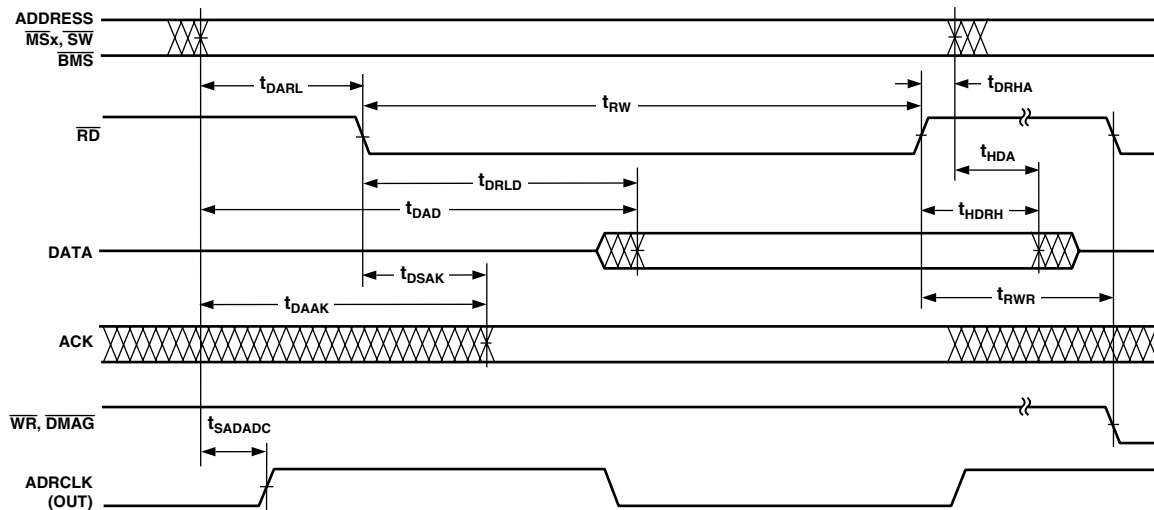 ADDRESS
MSx, SW
BMS
tDARL
tRW
tDRHA
RD
tHDA
tDRLD
tDAD
tHDRH
DATA
tDSAK
tDAAK
tRWR
ACK
WR, DMAG
tSADADC
ADRCLK
(OUT)